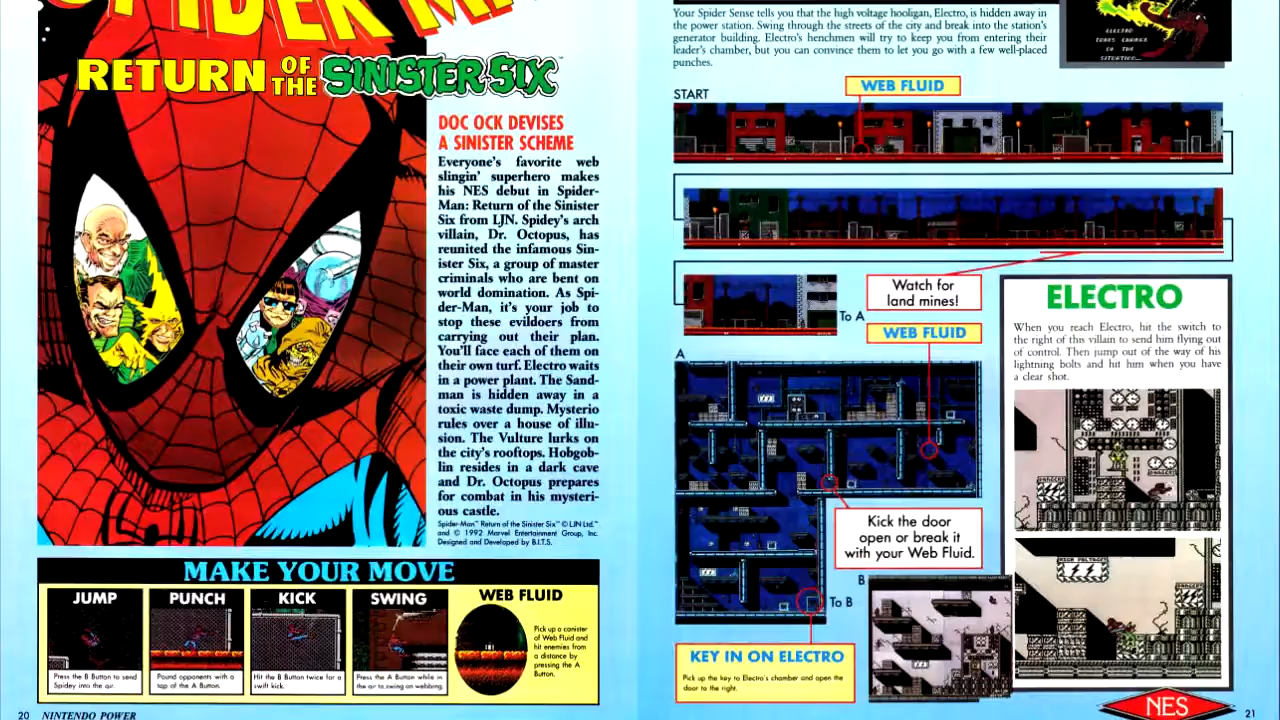 SPIDER-MAN
RETURN OF THE SINISTER SIX™
DOC OCK DEVISES
A SINISTER SCHEME
Everyone's favorite web
slingin' superhero makes
his NES debut in Spider-
Man: Return of the Sinister
Six from LJN. Spidey's arch
villain, Dr. Octopus, has
reunited the infamous Sin-
ister Six, a group of master
criminals who are bent on
world domination. As Spi-
der-Man, it's your job to
stop these evildoers from
carrying out their plan.
You'll face each of them on
their own turf. Electro waits
in a power plant. The Sand-
man is hidden away in a
toxic waste dump. Mysterio
rules over a house of illu-
sion. The Vulture lurks on
the city's rooftops. Hobgob-
lin resides in a dark cave
and Dr. Octopus prepares
for combat in his mysteri-
ous castle.
Spider-Man™ Return of the Sinister Six™ © LJN Ltd.™
and © 1992 Marvel Entertainment Group, Inc.
Designed and Developed by B.I.T.S.
MAKE YOUR MOVE
JUMP
Press the B Button to send
Spidey into the air.
PUNCH
Pound opponents with a
tap of the A Button.
KICK
Hit the B Button twice for a
swift kick.
SWING
Press the A Button while in
the air to swing on webbing.
WEB FLUID
Pick up a canister
of Web Fluid and
hit enemies from
a distance by
pressing the A
Button.
20 NINTENDO POWER
Your Spider Sense tells you that the high voltage hooligan, Electro, is hidden away in
the power station. Swing through the streets of the city and break into the station's
generator building. Electro's henchmen will try to keep you from entering their
leader's chamber, but you can convince them to let you go with a few well-placed
punches.
ELECTRO
TAKES CHARGE
OF THE
SITUATION...
START
WEB FLUID
Watch for
land mines!
To A
WEB FLUID
A
Kick the door
open or break it
with your Web Fluid.
To B
B
KEY IN ON ELECTRO
Pick up the key to Electro's chamber and open the
door to the right.
ELECTRO
When you reach Electro, hit the switch to
the right of this villain to send him flying out
of control. Then jump out of the way of his
lightning bolts and hit him when you have
a clear shot.
DANGER
DANGER
HIGH VOLTAGE
DANGER
DANGER
NES
21